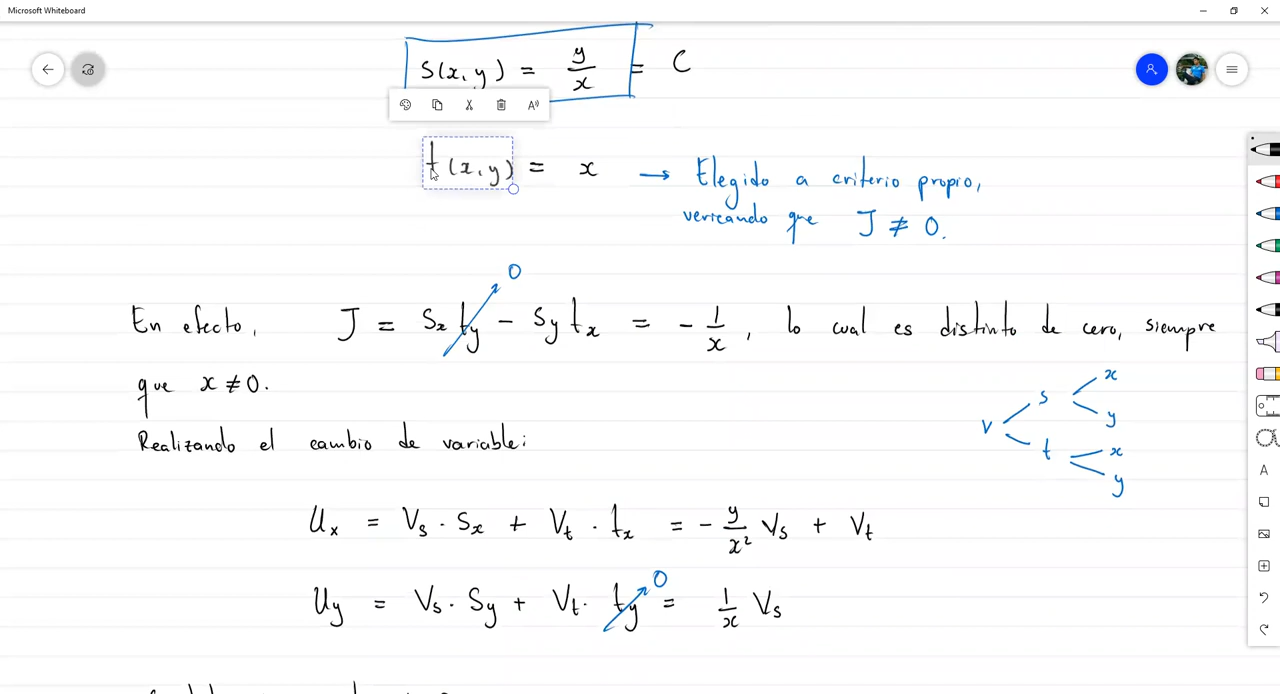 Microsoft Whiteboard
S(x,y) = y/x = C
t(x,y) = x → Elegido a criterio propio,
vericando que J ≠ 0.
En efecto, J = Sx ty - Sy tx = - 1/x, lo cual es distinto de cero, siempre
0
que x ≠ 0.
Realizando el cambio de variable:
x
s
y
v
t
x
y
Ux = Vs · Sx + Vt · tx = - y/x² Vs + Vt
Uy = Vs · Sy + Vt · ty = 1/x Vs
0